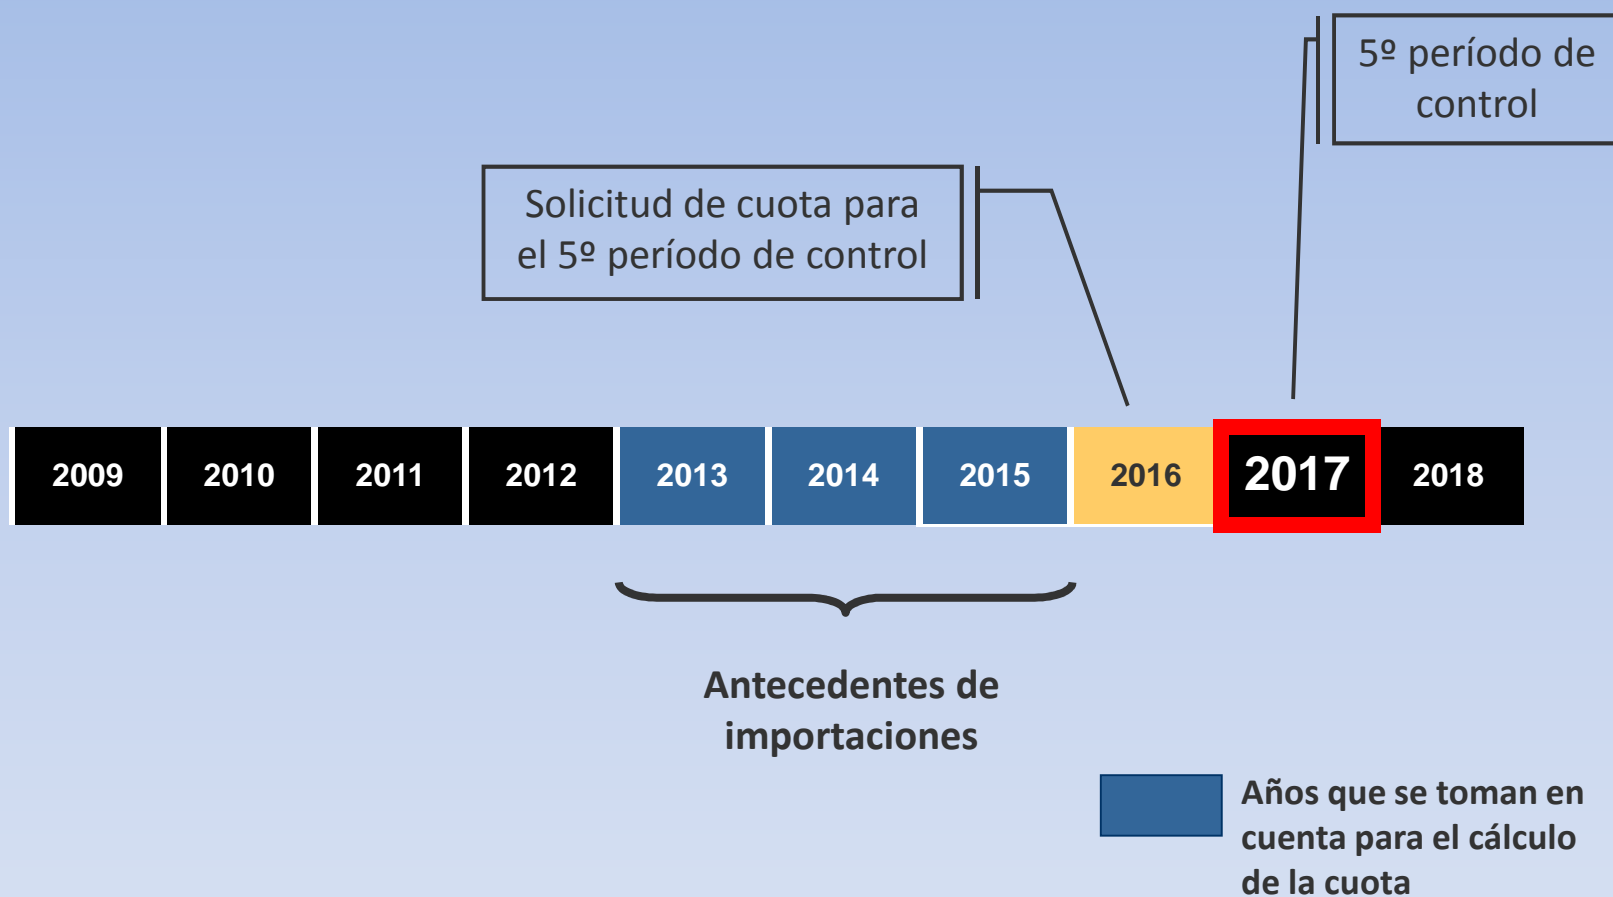 5º período de
control
Solicitud de cuota para
el 5º período de control
2009 2010 2011 2012 2013 2014 2015 2016 2017 2018
Antecedentes de
importaciones
Años que se toman en
cuenta para el cálculo
de la cuota